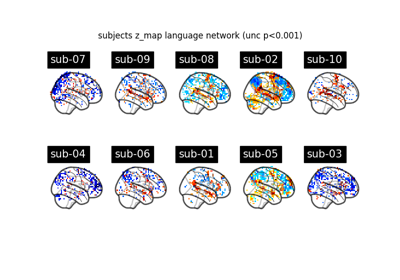 subjects z_map language network (unc p<0.001)
sub-07 sub-09 sub-08 sub-02 sub-10
sub-04 sub-06 sub-01 sub-05 sub-03